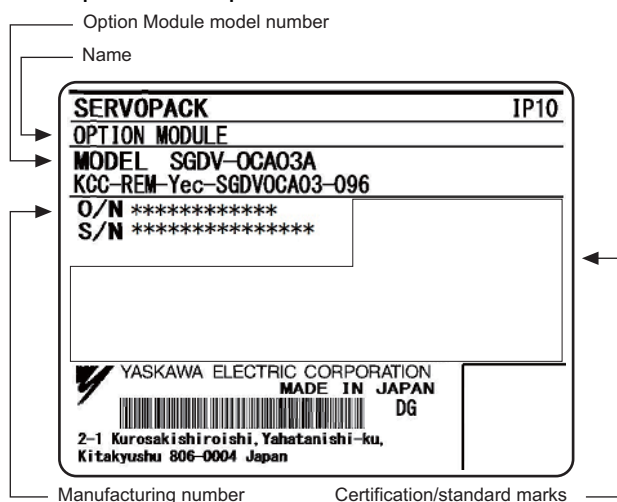 Option Module model number
Name
SERVOPACK IP10
OPTION MODULE
MODEL SGDV-OCA03A
KCC-REM-Yec-SGDVOCA03-096
O/N ************
S/N ***************
YASKAWA ELECTRIC CORPORATION
MADE IN JAPAN
DG
2-1 Kurosakishiroishi, Yahatanishi-ku,
Kitakyushu 806-0004 Japan
Manufacturing number Certification/standard marks